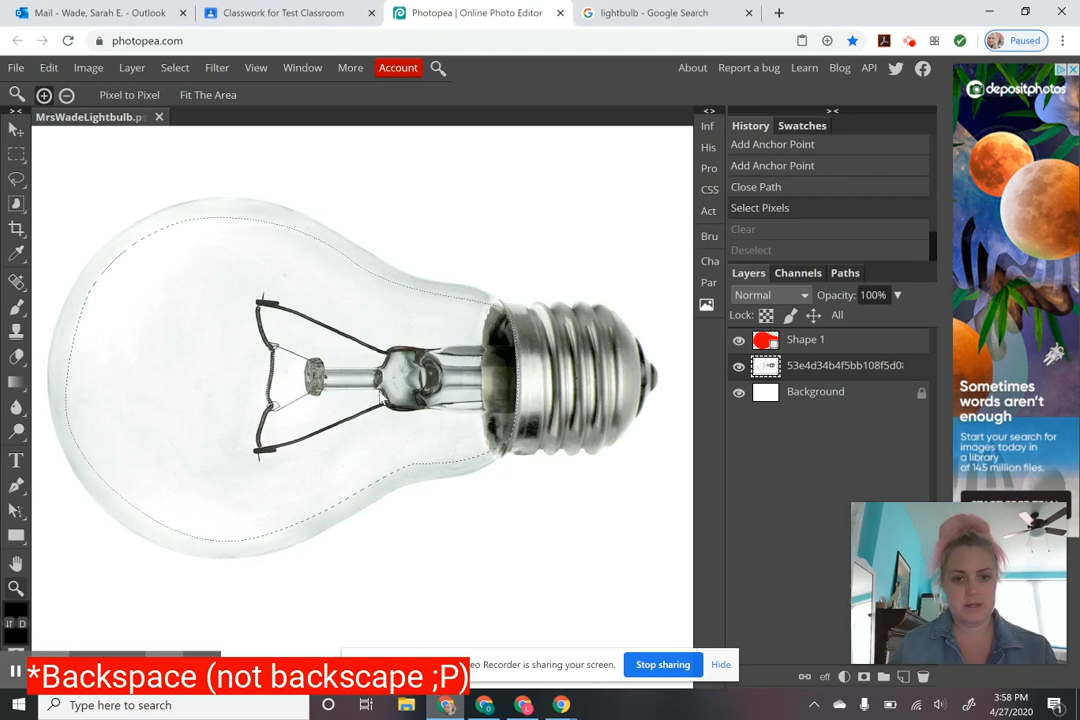 Mail - Wade, Sarah E. - Outlook
Classwork for Test Classroom
Photopea | Online Photo Editor
lightbulb - Google Search
photopea.com
Paused
File Edit Image Layer Select Filter View Window More Account
About Report a bug Learn Blog API
Pixel to Pixel Fit The Area
depositphotos
> <
< >
> <
MrsWadeLightbulb.ps
Inf
His
Pro
CSS
Act
Bru
Cha
Par
History Swatches
Add Anchor Point
Add Anchor Point
Close Path
Select Pixels
Clear
Deselect
Layers Channels Paths
Normal Opacity: 100%
Lock: All
Shape 1
53e4d34b4f5bb108f5d08
Background
T
D
eff
Sometimes
words aren't
enough
Start your search for
images today in
a library
of 145 million files.
eo Recorder is sharing your screen.
Stop sharing
Hide
*Backspace (not backscape ;P)
Type here to search
3:58 PM
4/27/2020
1